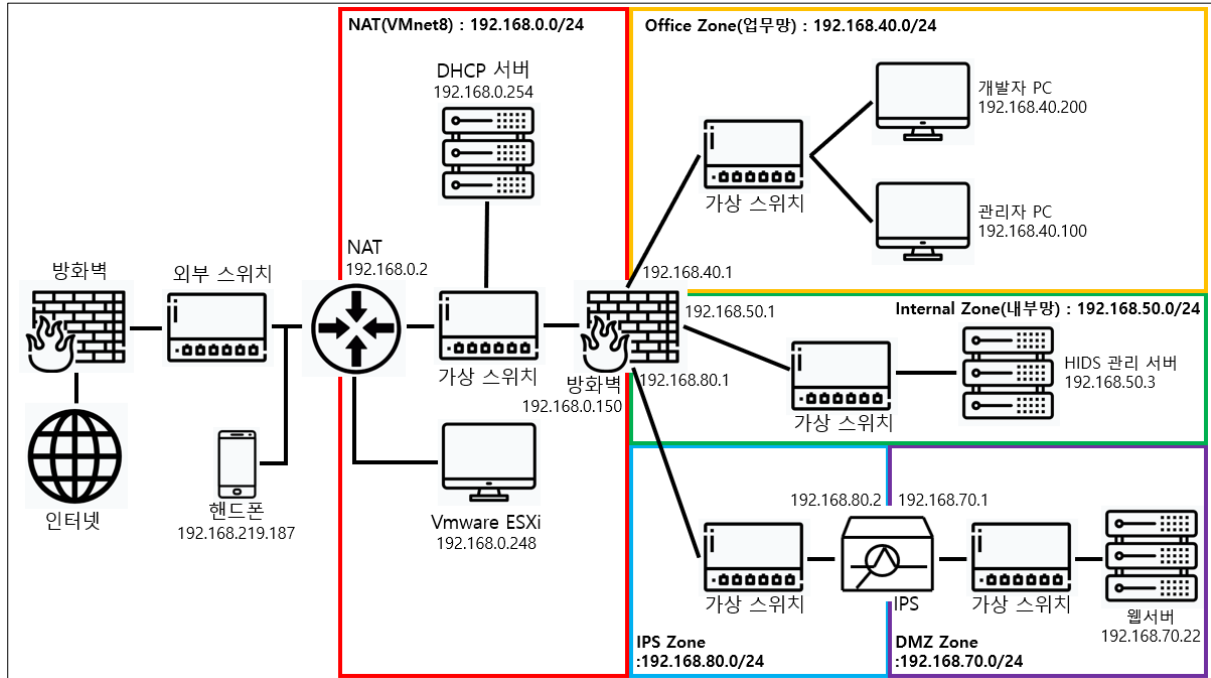 NAT(VMnet8) : 192.168.0.0/24
Office Zone(업무망) : 192.168.40.0/24
DHCP 서버
192.168.0.254
개발자 PC
192.168.40.200
가상 스위치
관리자 PC
192.168.40.100
방화벽
외부 스위치
NAT
192.168.0.2
192.168.40.1
192.168.50.1
Internal Zone(내부망) : 192.168.50.0/24
가상 스위치
방화벽
192.168.0.150
192.168.80.1
HIDS 관리 서버
192.168.50.3
가상 스위치
인터넷
핸드폰
192.168.219.187
Vmware ESXi
192.168.0.248
192.168.80.2
192.168.70.1
가상 스위치
IPS
가상 스위치
웹서버
192.168.70.22
IPS Zone
:192.168.80.0/24
DMZ Zone
:192.168.70.0/24